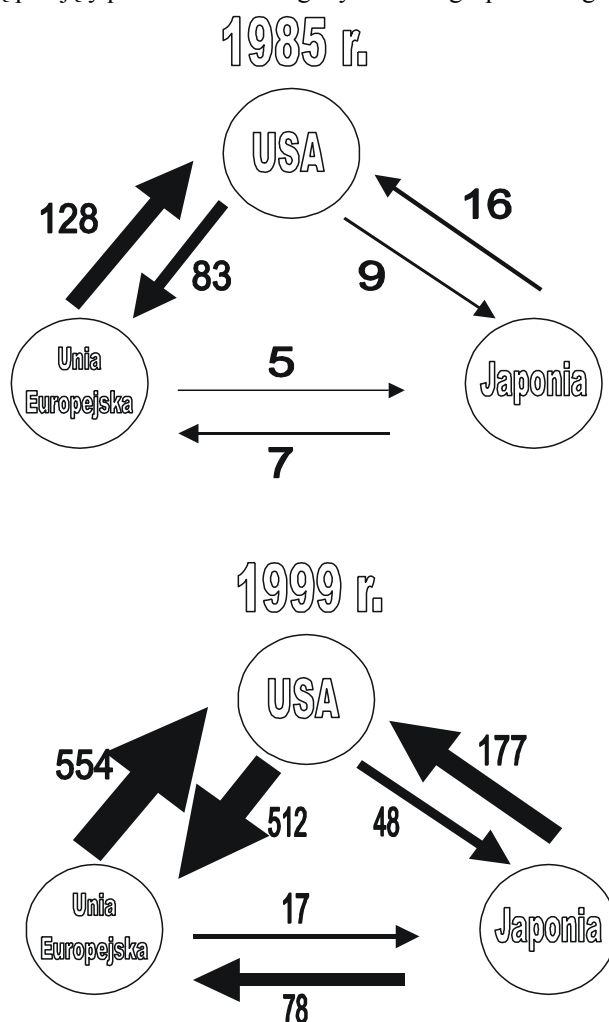 1985 r.
USA
128
16
83
9
Unia
Europejska
5
Japonia
7
1999 r.
USA
554
177
512
48
Unia
Europejska
17
Japonia
78